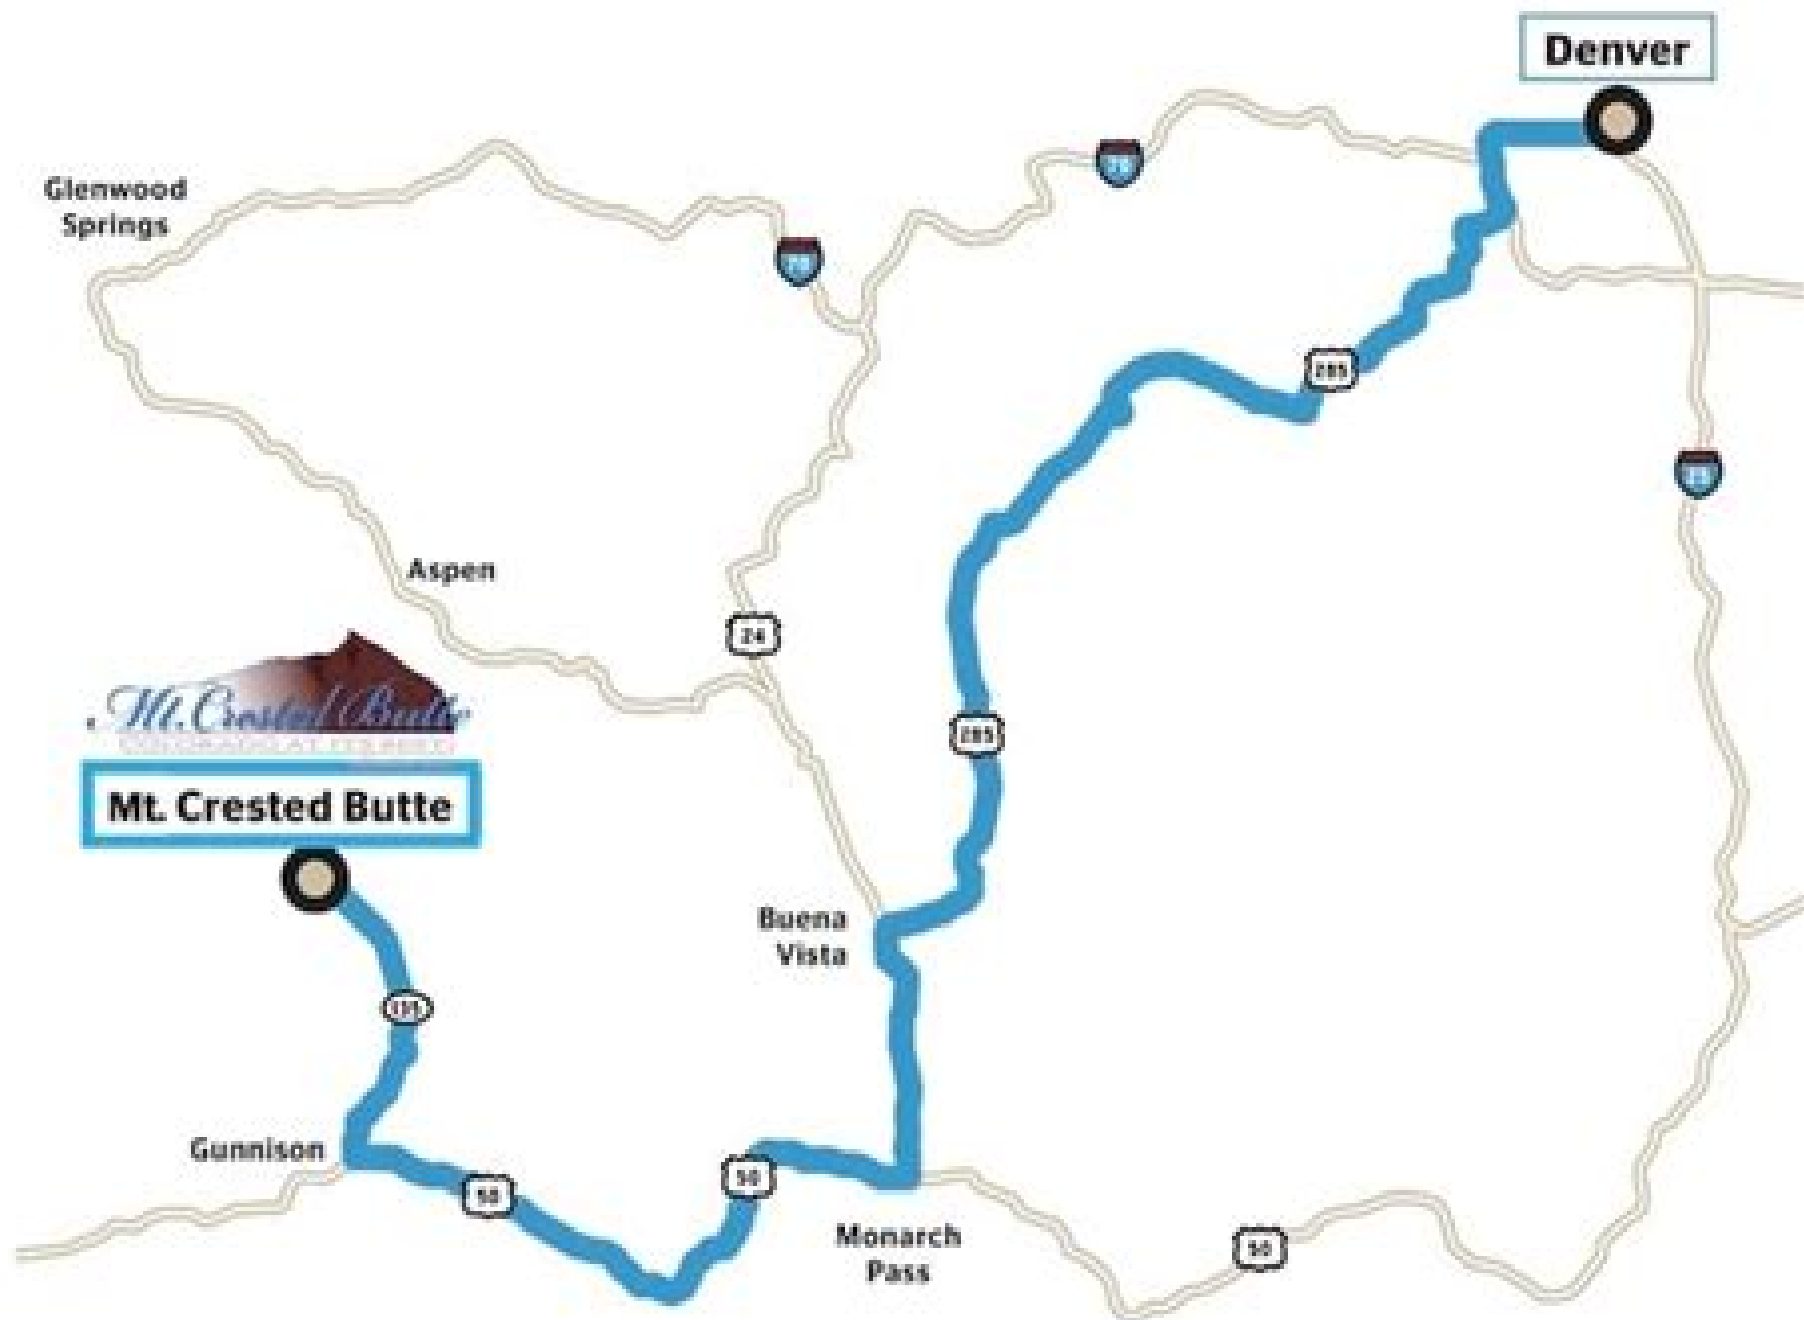 Denver
70
Glenwood
Springs
70
285
25
Aspen
24
Mt. Crested Butte
285
Mt. Crested Butte
Buena
Vista
135
Gunnison
50
50
Monarch
Pass
50